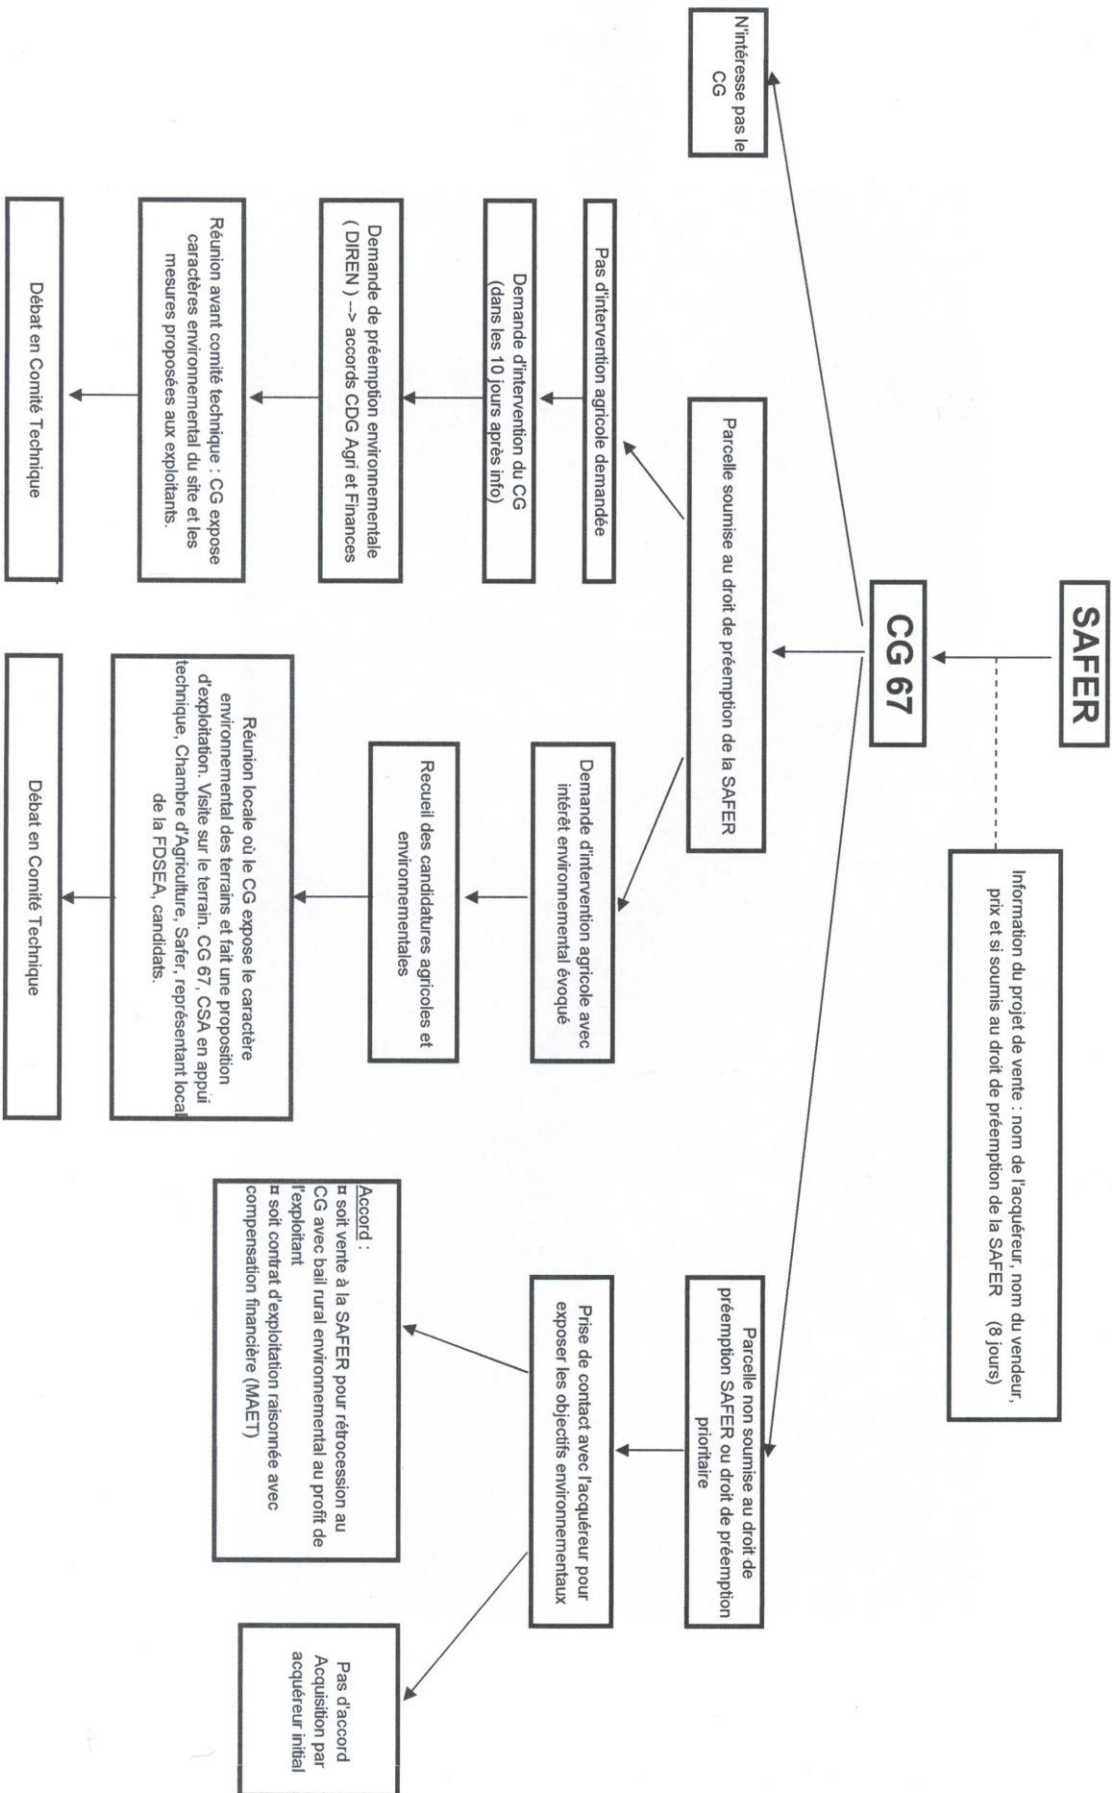 SAFER
Information du projet de vente : nom de l'acquéreur, nom du vendeur,
prix et si soumis au droit de préemption de la SAFER (8 jours)
CG 67
N'intéresse pas le
CG
Parcelle soumise au droit de préemption de la SAFER
Parcelle non soumise au droit de
préemption SAFER ou droit de préemption
prioritaire
Pas d'intervention agricole demandée
Demande d'intervention du CG
(dans les 10 jours après info)
Demande de préemption environnementale
( DIREN ) --> accords CDG Agri et Finances
Réunion avant comité technique : CG expose
caractères environnemental du site et les
mesures proposées aux exploitants.
Débat en Comité Technique
Demande d'intervention agricole avec
intérêt environnemental évoqué
Recueil des candidatures agricoles et
environnementales
Réunion locale où le CG expose le caractère
environnemental des terrains et fait une proposition
d'exploitation. Visite sur le terrain. CG 67, CSA en appui
technique, Chambre d'Agriculture, Safer, représentant local
de la FDSEA, candidats.
Débat en Comité Technique
Prise de contact avec l'acquéreur pour
exposer les objectifs environnementaux
Accord :
¤ soit vente à la SAFER pour rétrocession au
CG avec bail rural environnemental au profit de
l'exploitant
¤ soit contrat d'exploitation raisonnée avec
compensation financière (MAET)
Pas d'accord
Acquisition par
acquéreur initial